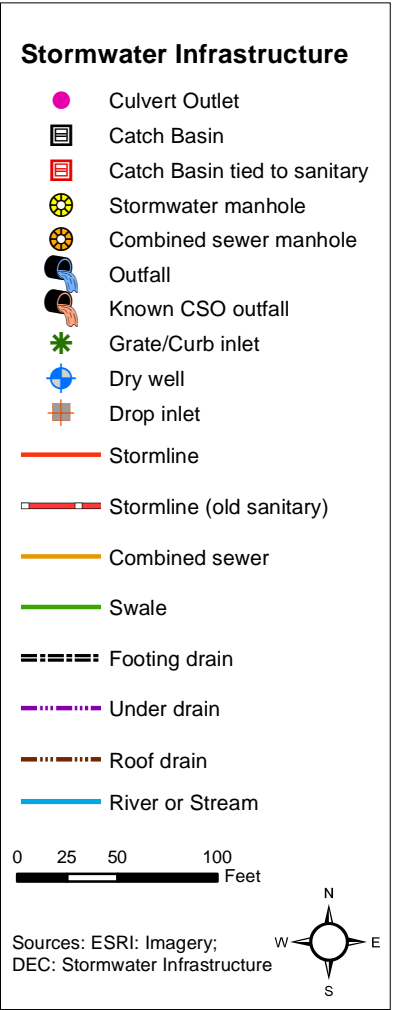 Stormwater Infrastructure
Culvert Outlet
Catch Basin
Catch Basin tied to sanitary
Stormwater manhole
Combined sewer manhole
Outfall
Known CSO outfall
Grate/Curb inlet
Dry well
Drop inlet
Stormline
Stormline (old sanitary)
Combined sewer
Swale
Footing drain
Under drain
Roof drain
River or Stream
0 25 50 100
Feet
N
W E
S
Sources: ESRI: Imagery;
DEC: Stormwater Infrastructure